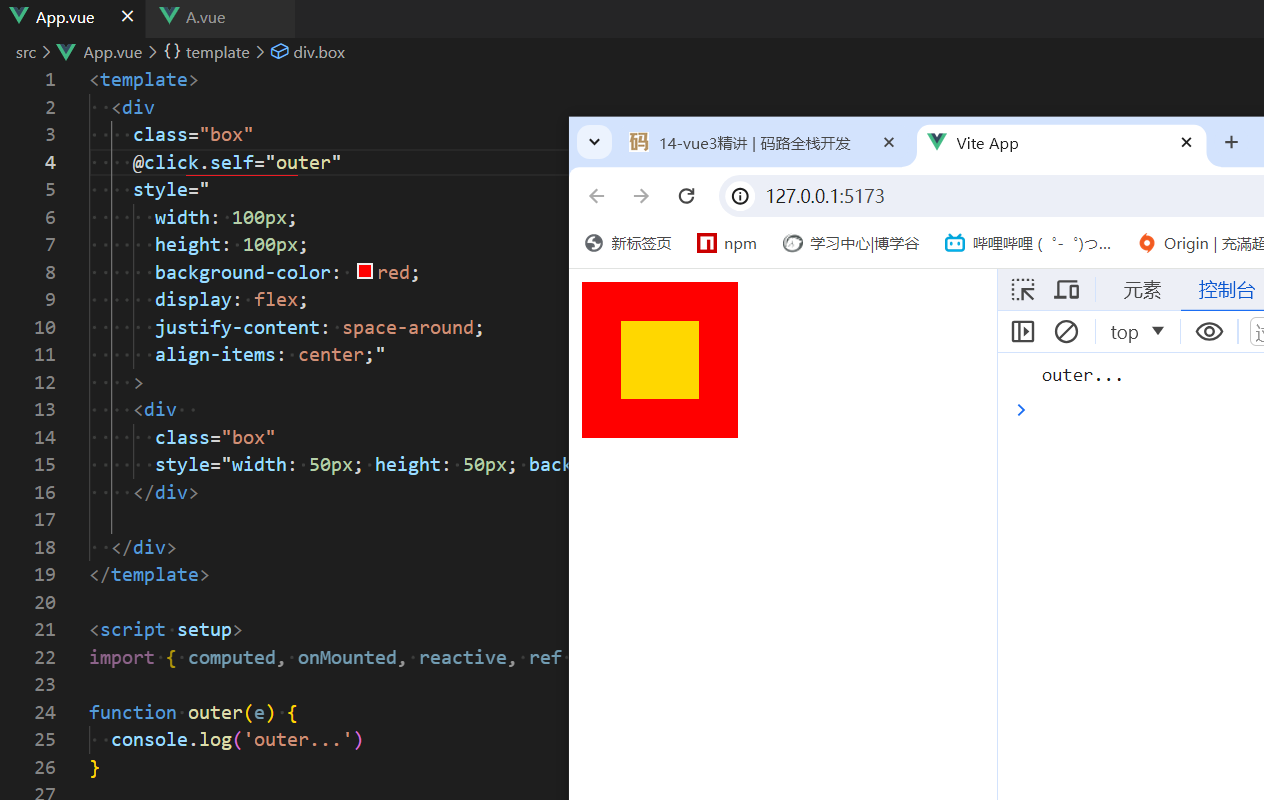 App.vue
A.vue
src > App.vue > {} template > div.box
1 <template>
2 <div
3 class="box"
4 @click.self="outer"
5 style="
6 width: 100px;
7 height: 100px;
8 background-color: red;
9 display: flex;
10 justify-content: space-around;
11 align-items: center;"
12 >
13 <div
14 class="box"
15 style="width: 50px; height: 50px; back
16 </div>
17
18 </div>
19 </template>
20
21 <script setup>
22 import { computed, onMounted, reactive, ref
23
24 function outer(e) {
25 console.log('outer...')
26 }
27
码 14-vue3精讲 | 码路全栈开发
Vite App
127.0.0.1:5173
新标签页
npm
学习中心|博学谷
哔哩哔哩 (゜-゜)つ...
Origin | 充满超
元素
控制台
top
outer...